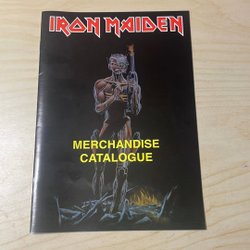 IRON MAIDEN
MERCHANDISE
CATALOGUE